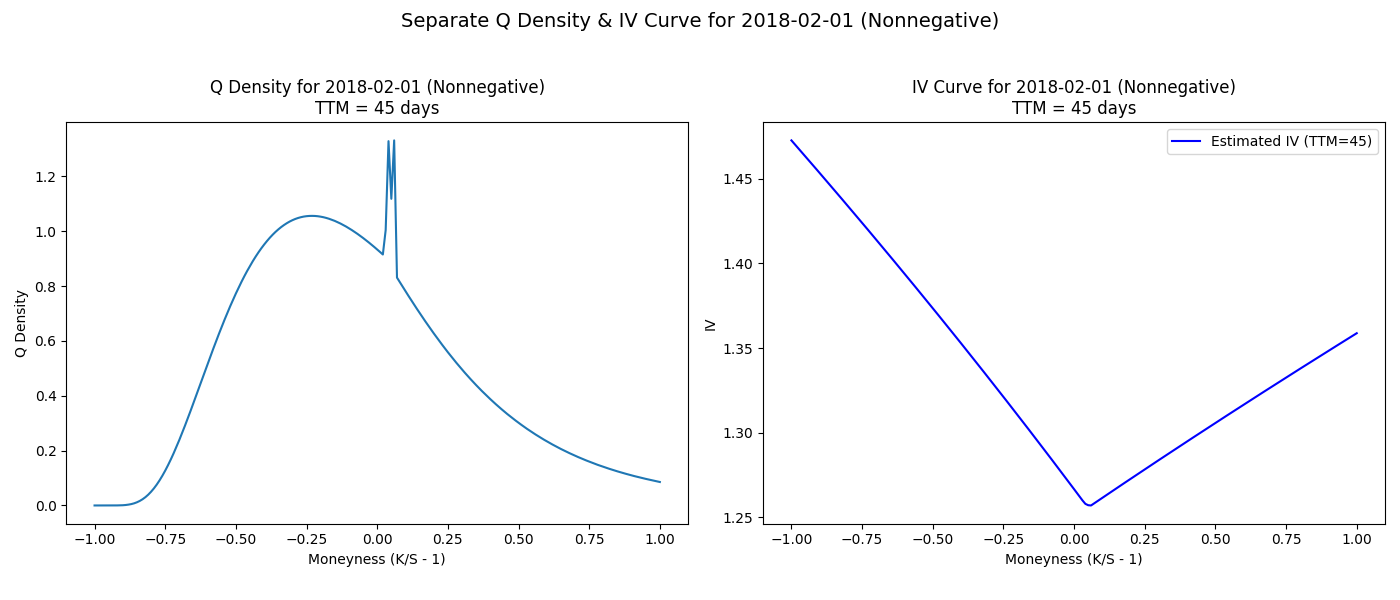 Separate Q Density & IV Curve for 2018-02-01 (Nonnegative)
Q Density for 2018-02-01 (Nonnegative)
TTM = 45 days
Q Density
1.2
1.0
0.8
0.6
0.4
0.2
0.0
−1.00 −0.75 −0.50 −0.25 0.00 0.25 0.50 0.75 1.00
Moneyness (K/S - 1)
IV Curve for 2018-02-01 (Nonnegative)
TTM = 45 days
Estimated IV (TTM=45)
IV
1.45
1.40
1.35
1.30
1.25
−1.00 −0.75 −0.50 −0.25 0.00 0.25 0.50 0.75 1.00
Moneyness (K/S - 1)